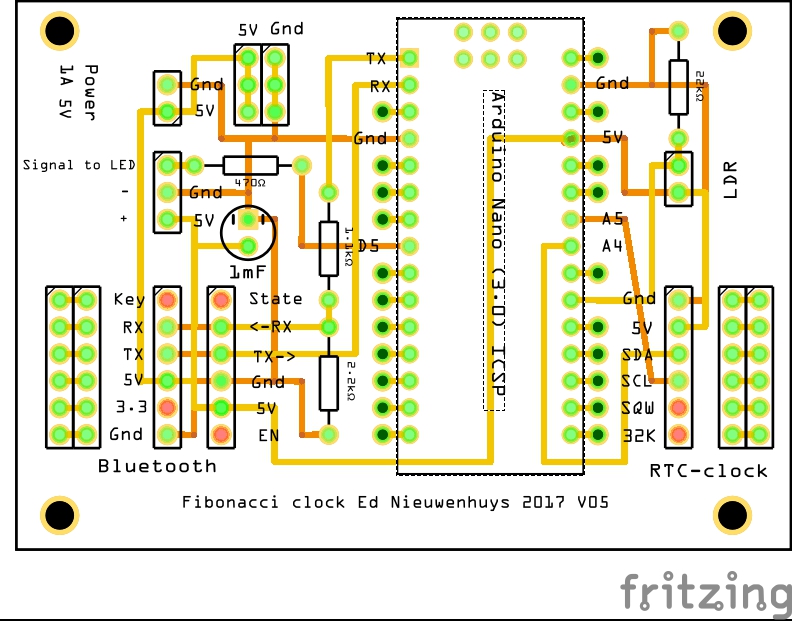 5V Gnd
Power
1A 5V
Gnd
5V
TX
RX
Gnd
Gnd
5V
22kΩ
Signal to LED
-
Gnd
+
5V
470Ω
1mF
1.1kΩ
D5
A5
A4
LDR
Arduino Nano (3.0) ICSP
Key
RX
TX
5V
3.3
Gnd
State
<-RX
TX->
Gnd
5V
EN
2.2kΩ
Gnd
5V
SDA
SCL
SQW
32K
Bluetooth
RTC-clock
Fibonacci clock Ed Nieuwenhuys 2017 V05
fritzing